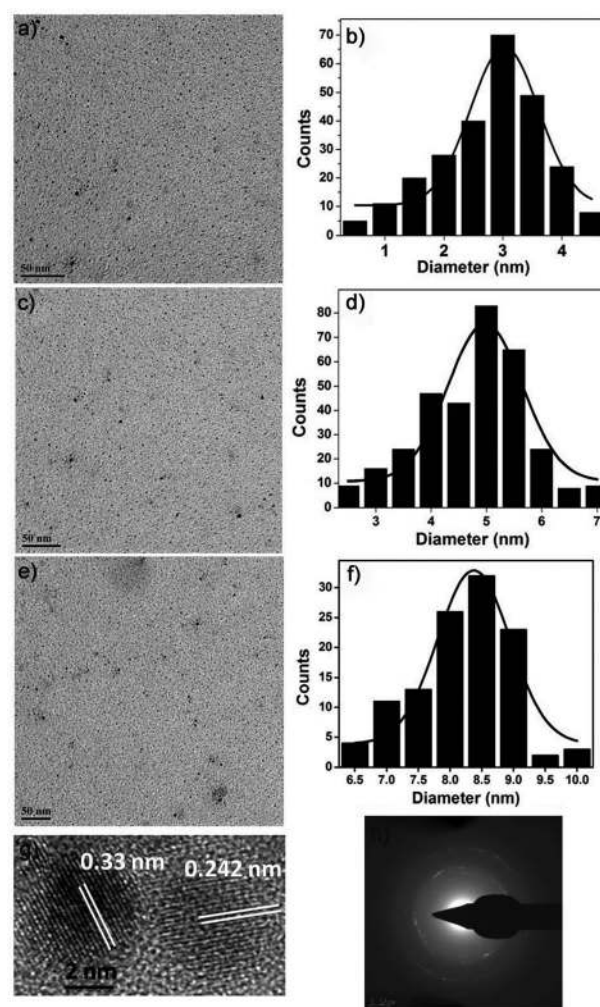 a)
50 nm
b)
70
60
50
40
30
20
10
0
Counts
1 2 3 4
Diameter (nm)
c)
50 nm
d)
80
70
60
50
40
30
20
10
0
Counts
3 4 5 6 7
Diameter (nm)
e)
50 nm
f)
30
25
20
15
10
5
0
Counts
6.5 7.0 7.5 8.0 8.5 9.0 9.5 10.0
Diameter (nm)
g)
0.33 nm
0.242 nm
2 nm